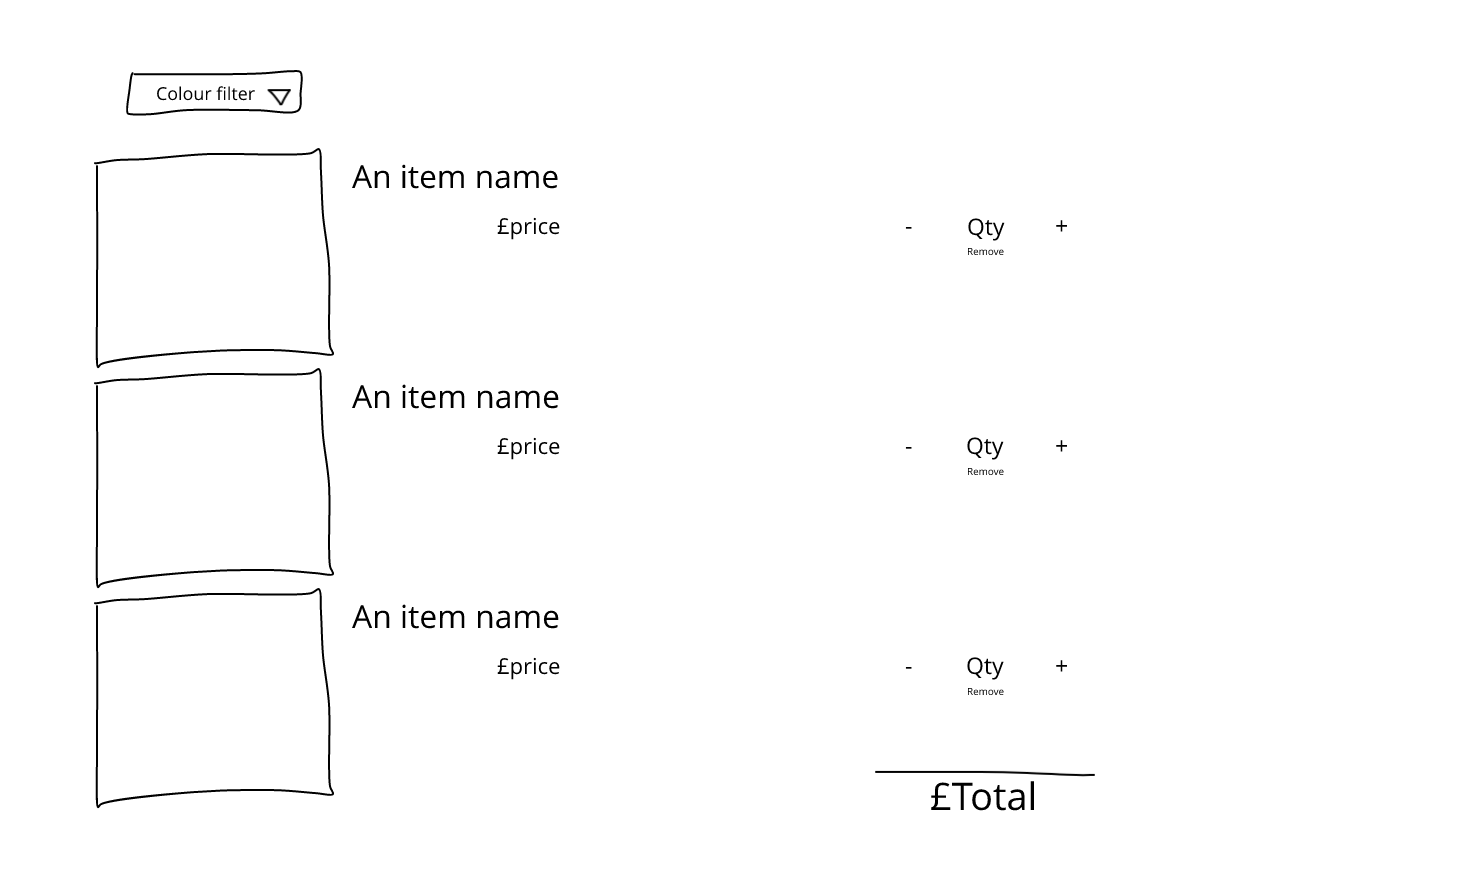 Colour filter
An item name
£price
- Qty +
Remove
An item name
£price
- Qty +
Remove
An item name
£price
- Qty +
Remove
£Total